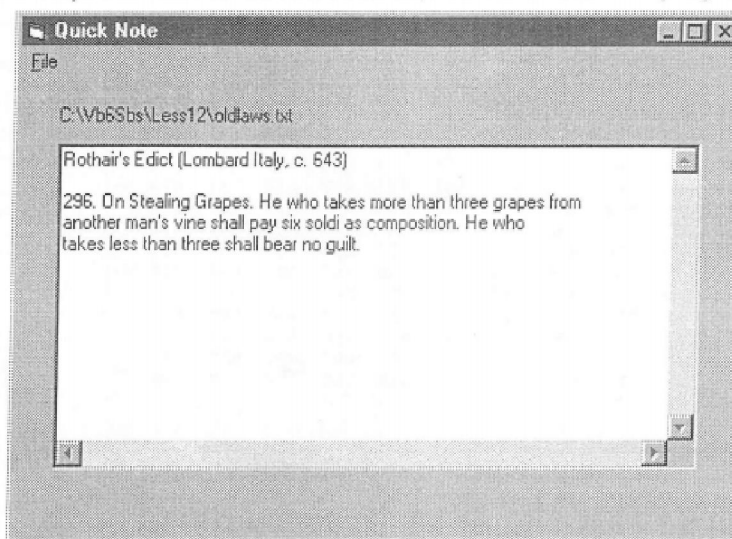 Quick Note
File
C:\Vb6Sbs\Less12\oldlaws.txt
Rothair's Edict (Lombard Italy, c. 643)
296. On Stealing Grapes. He who takes more than three grapes from
another man's vine shall pay six soldi as composition. He who
takes less than three shall bear no guilt.